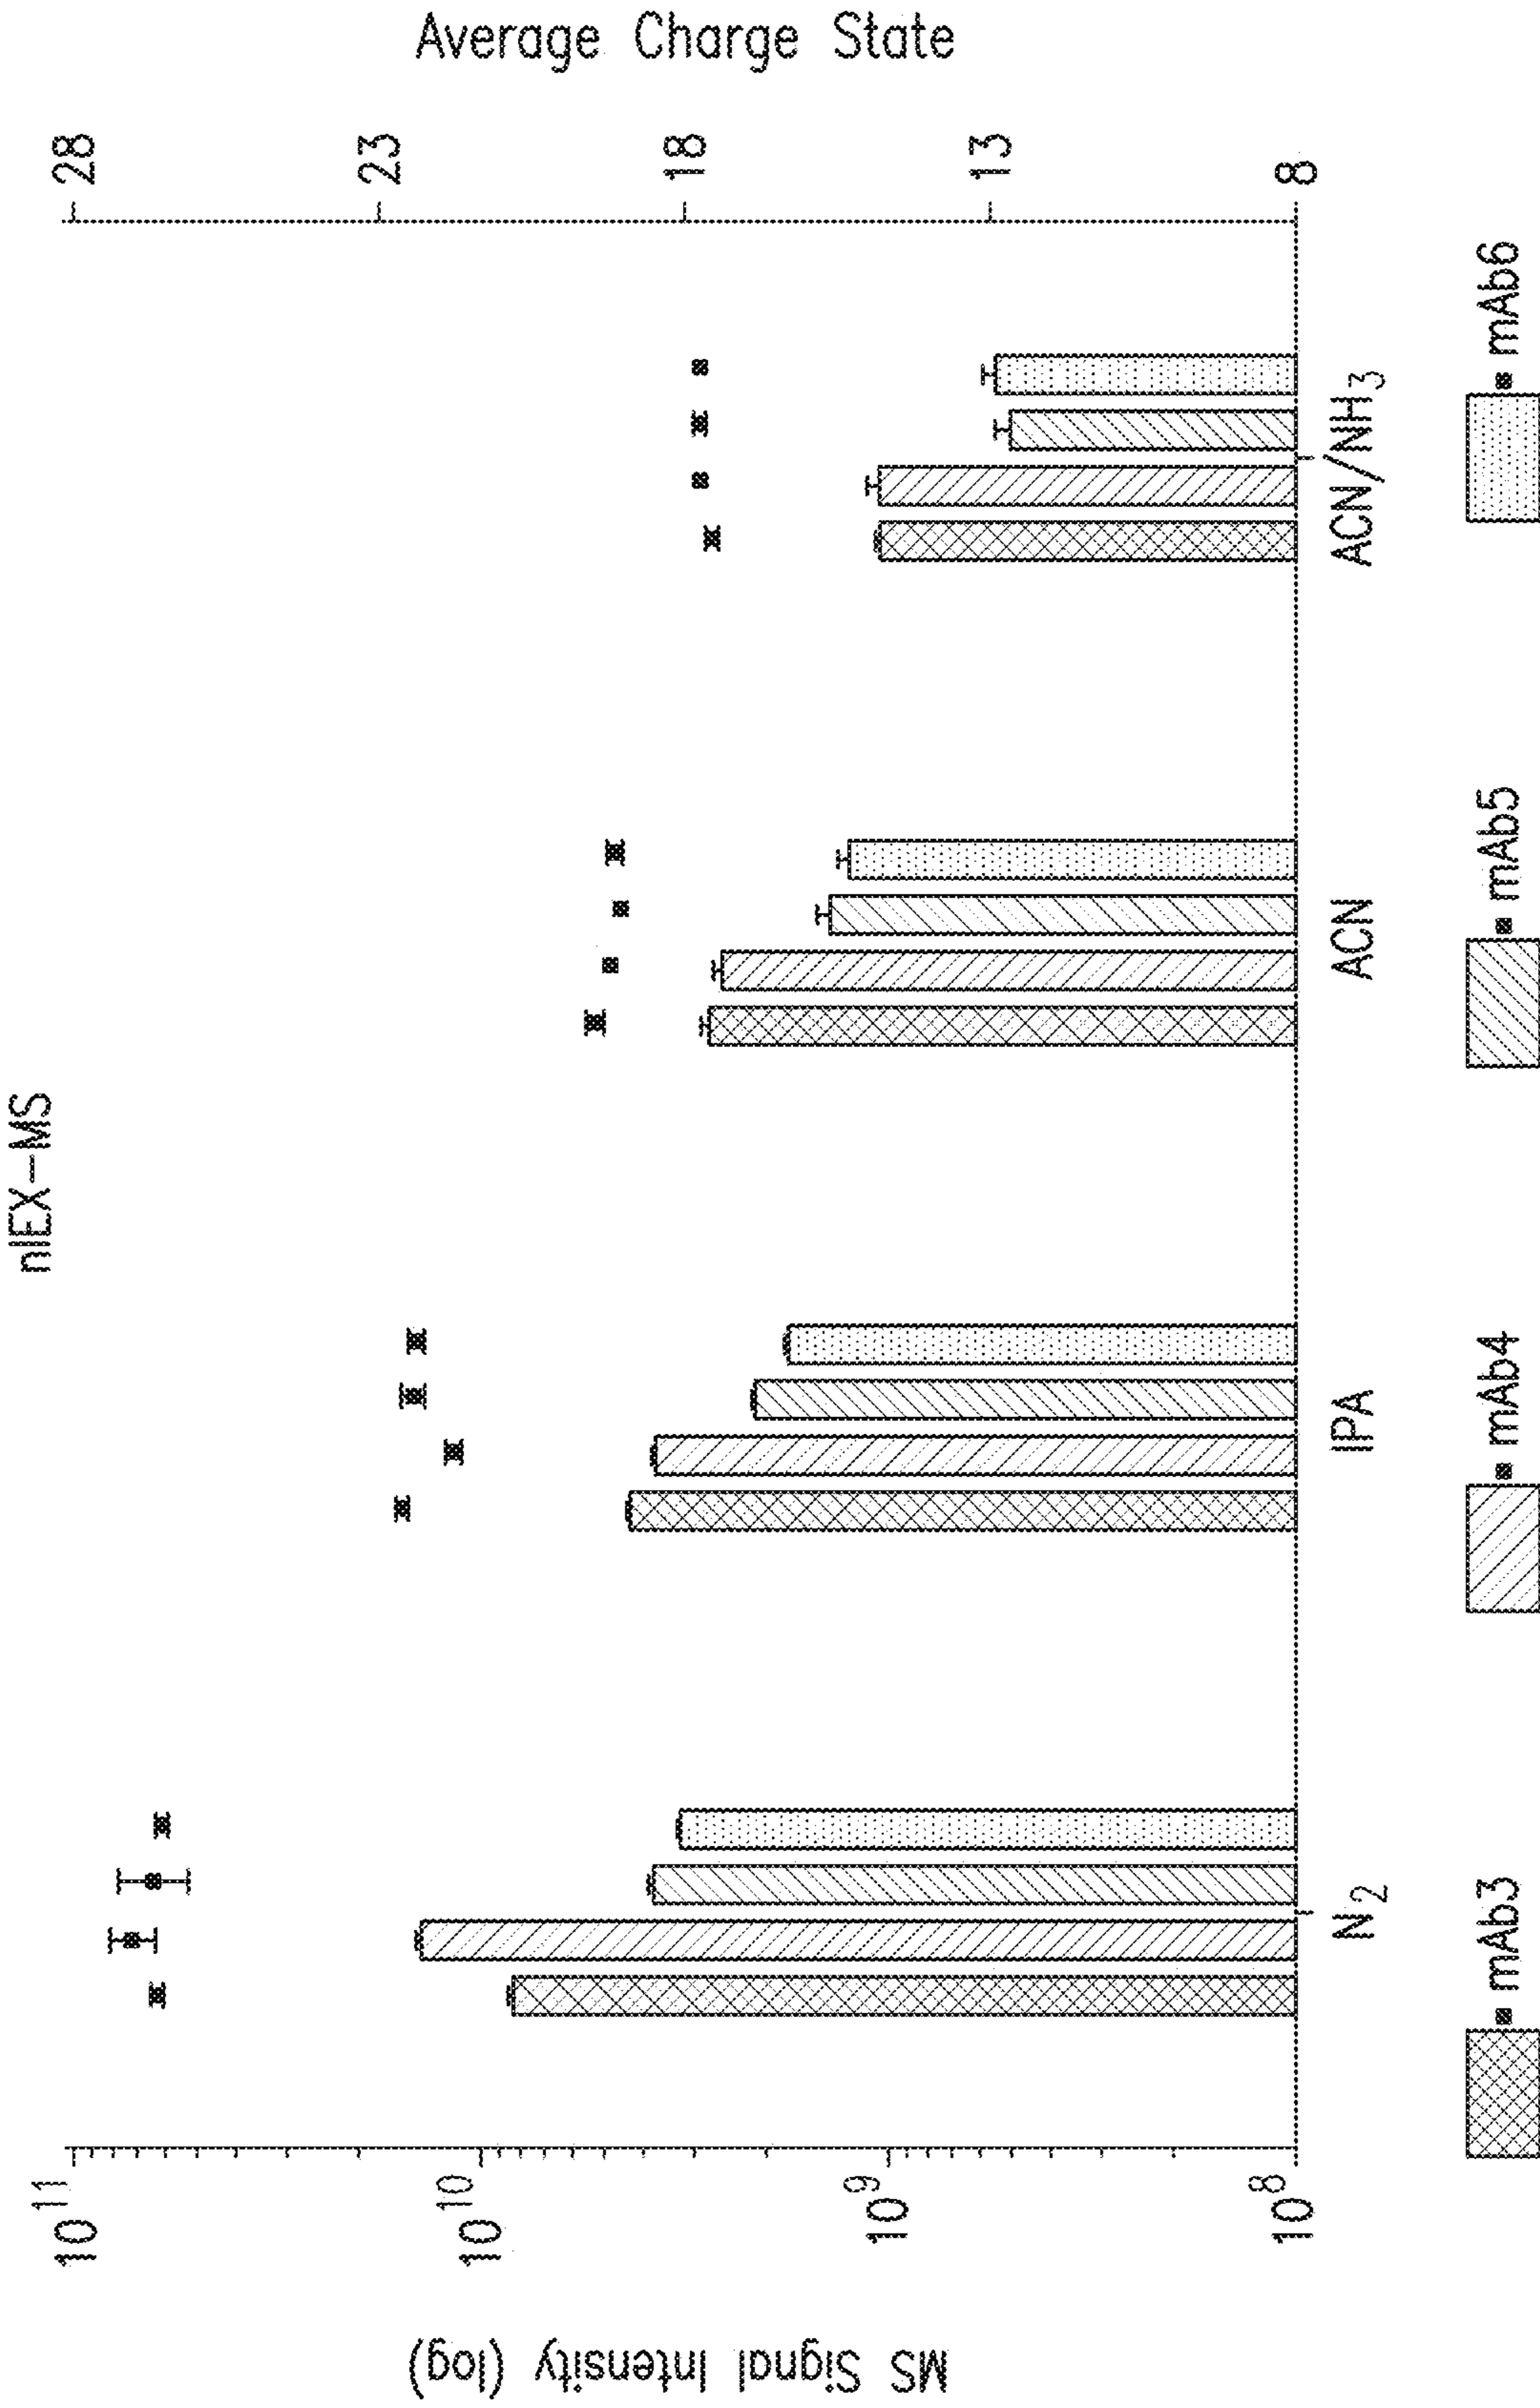 nIEX-MS
MS Signal Intensity (log)
10¹¹
10¹⁰
10⁹
10⁸
Average Charge State
28
23
18
13
8
N₂
IPA
ACN
ACN/NH₃
mAb3
mAb4
mAb5
mAb6